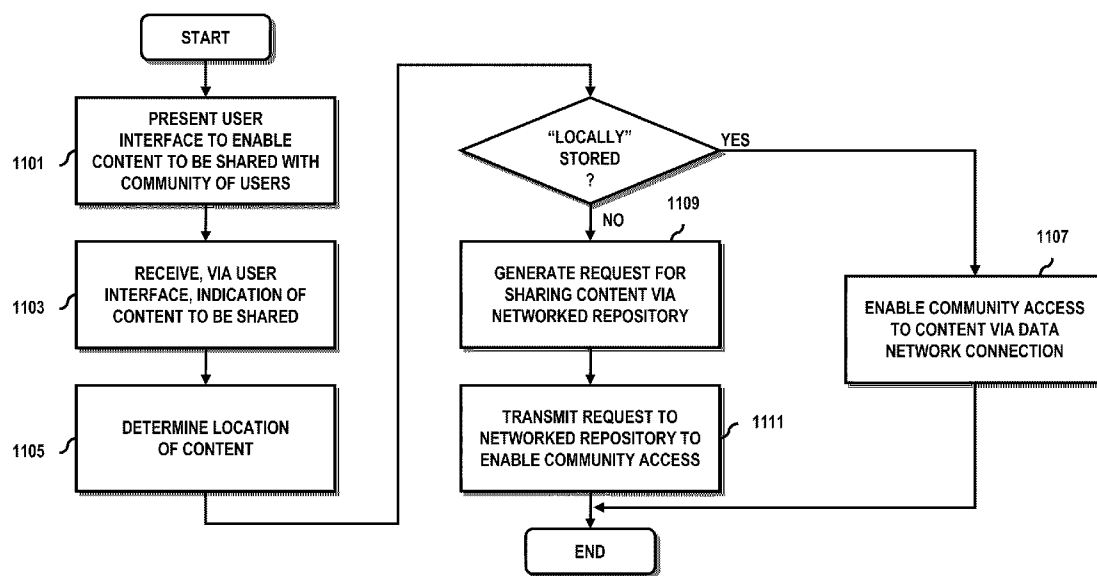 START
PRESENT USER
INTERFACE TO ENABLE
CONTENT TO BE SHARED WITH
COMMUNITY OF USERS
1101
RECEIVE, VIA USER
INTERFACE, INDICATION OF
CONTENT TO BE SHARED
1103
DETERMINE LOCATION
OF CONTENT
1105
“LOCALLY”
STORED
?
YES
NO
1109
GENERATE REQUEST FOR
SHARING CONTENT VIA
NETWORKED REPOSITORY
1107
ENABLE COMMUNITY ACCESS
TO CONTENT VIA DATA
NETWORK CONNECTION
TRANSMIT REQUEST TO
NETWORKED REPOSITORY TO
ENABLE COMMUNITY ACCESS
1111
END